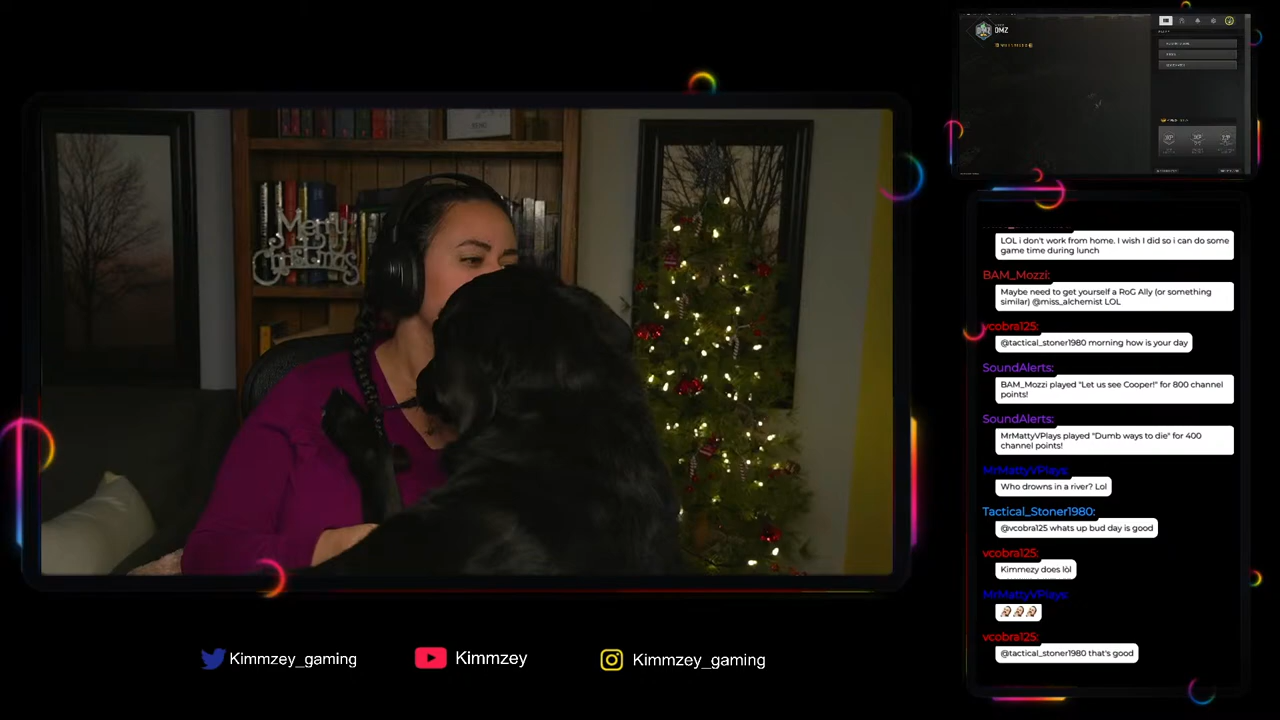 DMZ
Merry
Christmas
LOL i don't work from home. I wish I did so i can do some
game time during lunch
BAM_Mozzi:
Maybe need to get yourself a RoG Ally (or something
similar) @miss_alchemist LOL
vcobra125:
@tactical_stoner1980 morning how is your day
SoundAlerts:
BAM_Mozzi played "Let us see Cooper!" for 800 channel
points!
SoundAlerts:
MrMattyVPlays played "Dumb ways to die" for 400
channel points!
MrMattyVPlays:
Who drowns in a river? Lol
Tactical_Stoner1980:
@vcobra125 whats up bud day is good
vcobra125:
Kimmezy does lòl
MrMattyVPlays:
vcobra125:
@tactical_stoner1980 that's good
Kimmzey_gaming
Kimmzey
Kimmzey_gaming